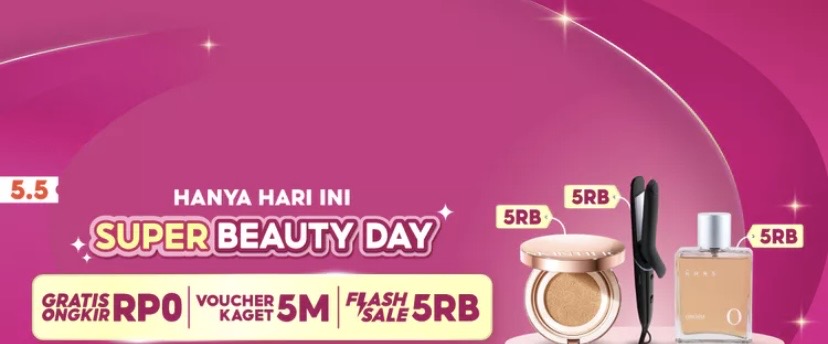 5.5
HANYA HARI INI
SUPER BEAUTY DAY
GRATIS ONGKIR RP0
VOUCHER KAGET 5M
FLASH SALE 5RB
5RB
5RB
5RB
O